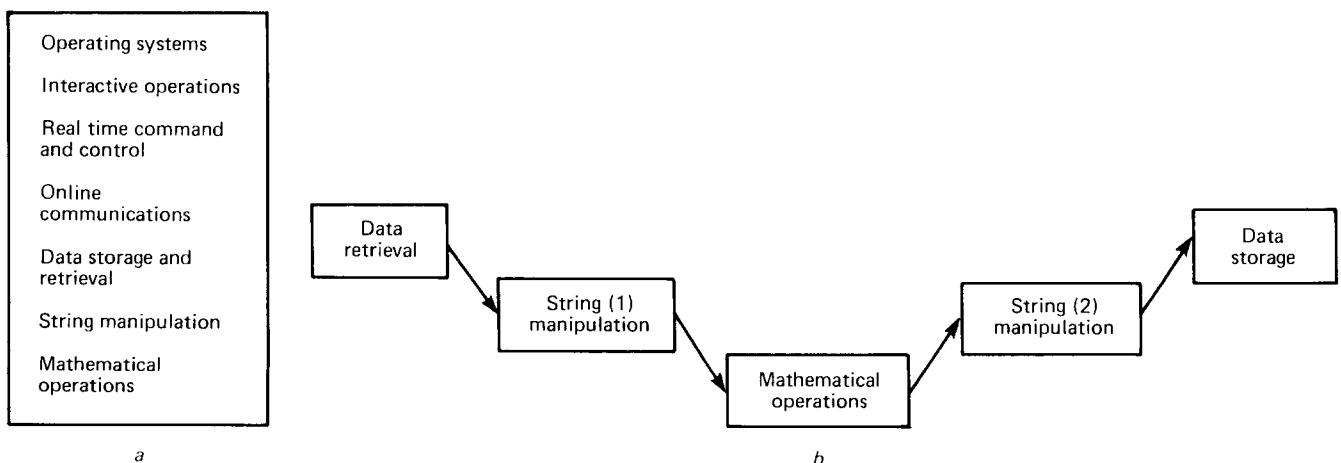 Operating systems
Interactive operations
Real time command
and control
Online
communications
Data storage and
retrieval
String manipulation
Mathematical
operations
a
Data
retrieval
String (1)
manipulation
Mathematical
operations
String (2)
manipulation
Data
storage
b